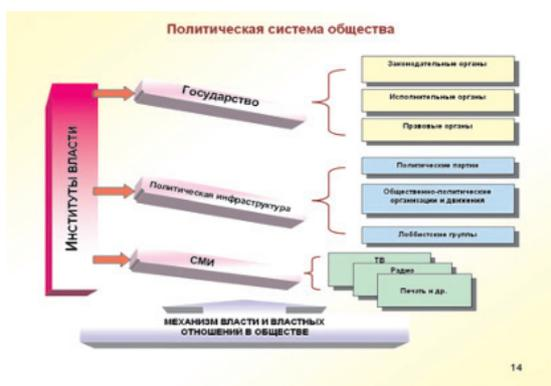 Политическая система общества
ИНСТИТУТЫ ВЛАСТИ
Государство
Законодательные органы
Исполнительные органы
Правовые органы
Политическая инфраструктура
Политические партии
Общественно-политические
организации и движения
Лоббистские группы
СМИ
ТВ
Радио
Печать и др.
МЕХАНИЗМ ВЛАСТИ И ВЛАСТНЫХ
ОТНОШЕНИЙ В ОБЩЕСТВЕ
14